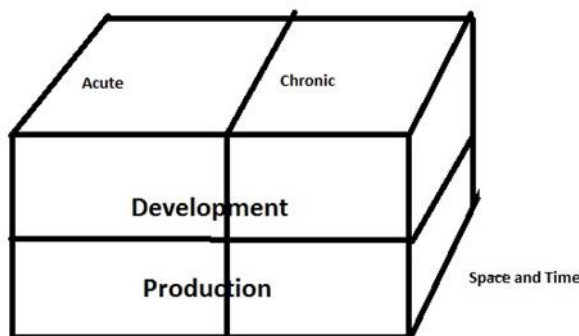 Acute
Chronic
Development
Production
Space and Time